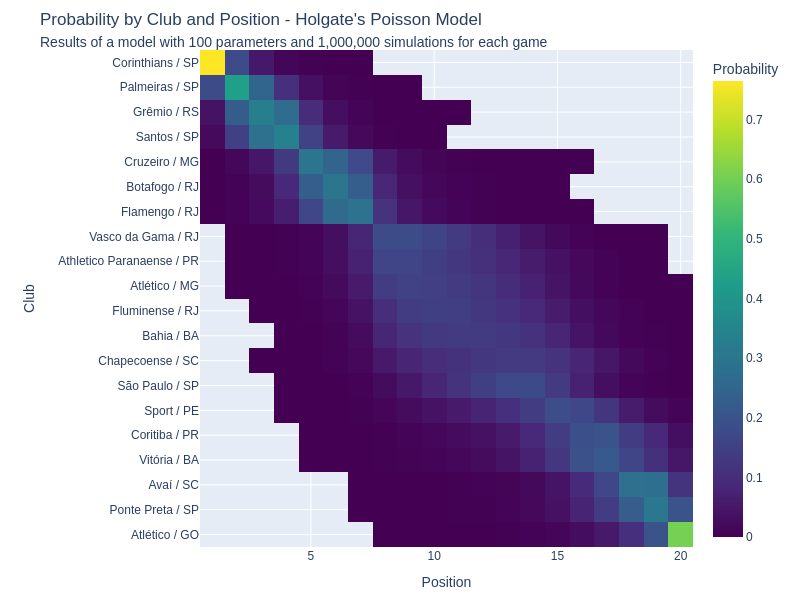 Probability by Club and Position - Holgate's Poisson Model
Results of a model with 100 parameters and 1,000,000 simulations for each game
Probability
Corinthians / SP
Palmeiras / SP
Grêmio / RS
Santos / SP
Cruzeiro / MG
Botafogo / RJ
Flamengo / RJ
Vasco da Gama / RJ
Athletico Paranaense / PR
Atlético / MG
Fluminense / RJ
Bahia / BA
Chapecoense / SC
São Paulo / SP
Sport / PE
Coritiba / PR
Vitória / BA
Avaí / SC
Ponte Preta / SP
Atlético / GO
Club
5
10
15
20
Position
0.7
0.6
0.5
0.4
0.3
0.2
0.1
0